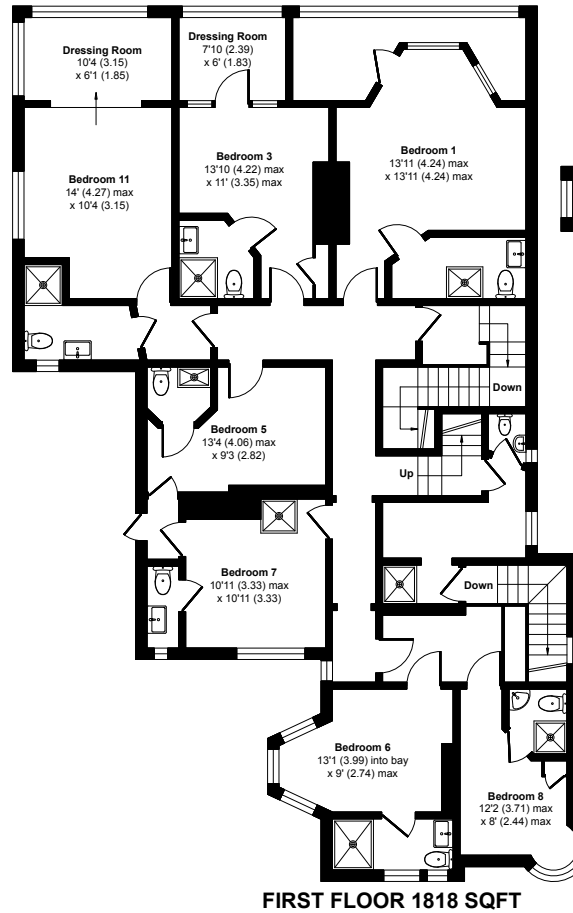 Dressing Room
10'4 (3.15)
x 6'1 (1.85)
Dressing Room
7'10 (2.39)
x 6' (1.83)
Bedroom 11
14' (4.27) max
x 10'4 (3.15)
Bedroom 3
13'10 (4.22) max
x 11' (3.35) max
Bedroom 1
13'11 (4.24) max
x 13'11 (4.24) max
Down
Bedroom 5
13'4 (4.06) max
x 9'3 (2.82)
Up
Bedroom 7
10'11 (3.33) max
x 10'11 (3.33)
Down
Bedroom 6
13'1 (3.99) into bay
x 9' (2.74) max
Bedroom 8
12'2 (3.71) max
x 8' (2.44) max
FIRST FLOOR 1818 SQFT